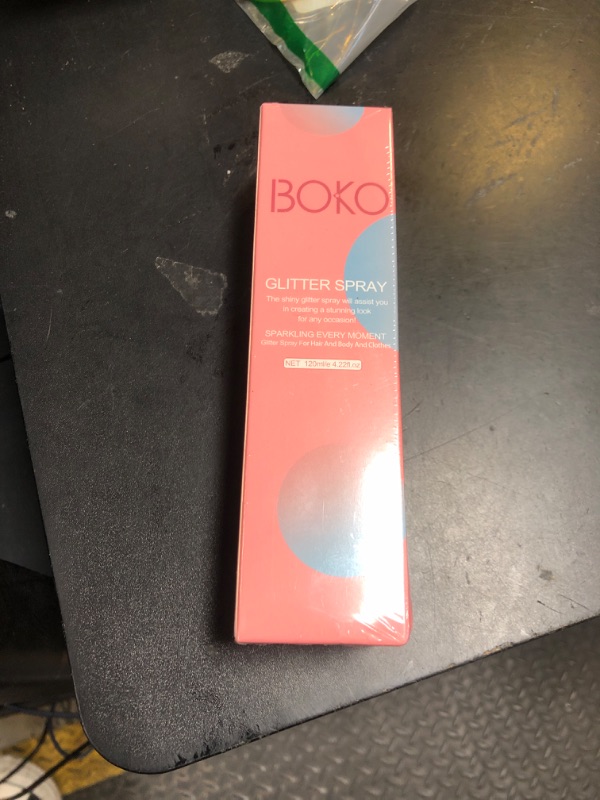 BOKO
GLITTER SPRAY
The shiny glitter spray will assist you
in creating a stunning look
for any occasion!
SPARKLING EVERY MOMENT
Glitter Spray For Hair And Body And Clothes
NET 120mle 4.22fl.oz